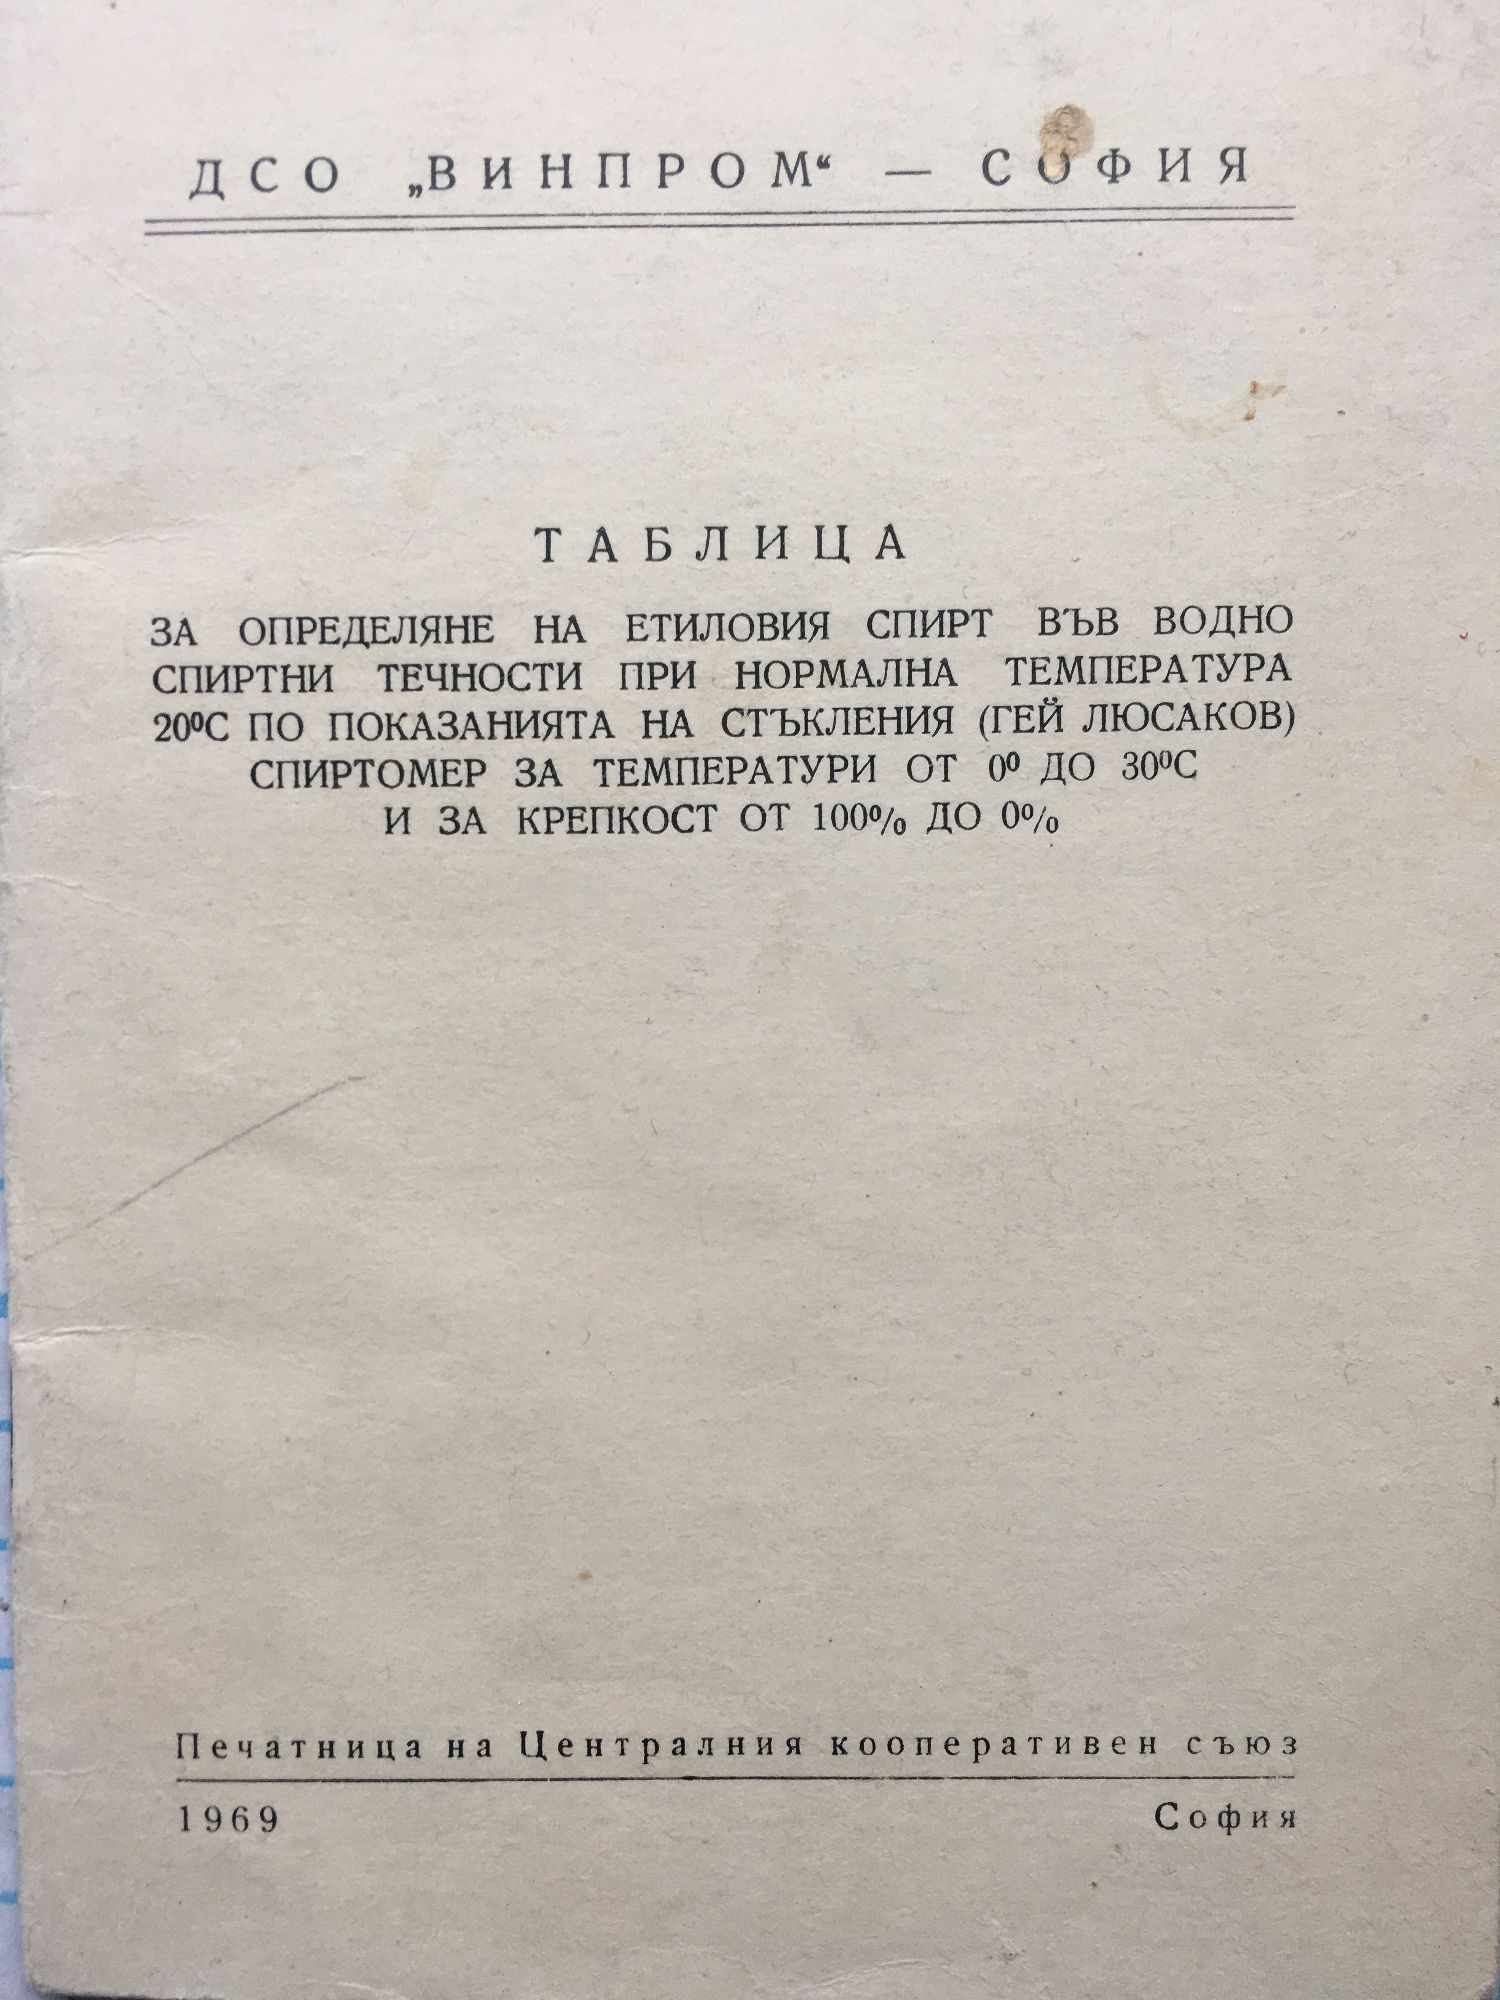 ДСО „ВИНПРОМ“ — СОФИЯ
ТАБЛИЦА
ЗА ОПРЕДЕЛЯНЕ НА ЕТИЛОВИЯ СПИРТ ВЪВ ВОДНО
СПИРТНИ ТЕЧНОСТИ ПРИ НОРМАЛНА ТЕМПЕРАТУРА
20⁰С ПО ПОКАЗАНИЯТА НА СТЪКЛЕНИЯ (ГЕЙ ЛЮСАКОВ)
СПИРТОМЕР ЗА ТЕМПЕРАТУРИ ОТ 0⁰ ДО 30⁰С
И ЗА КРЕПКОСТ ОТ 100% ДО 0%
Печатница на Централния кооперативен съюз
1969 София